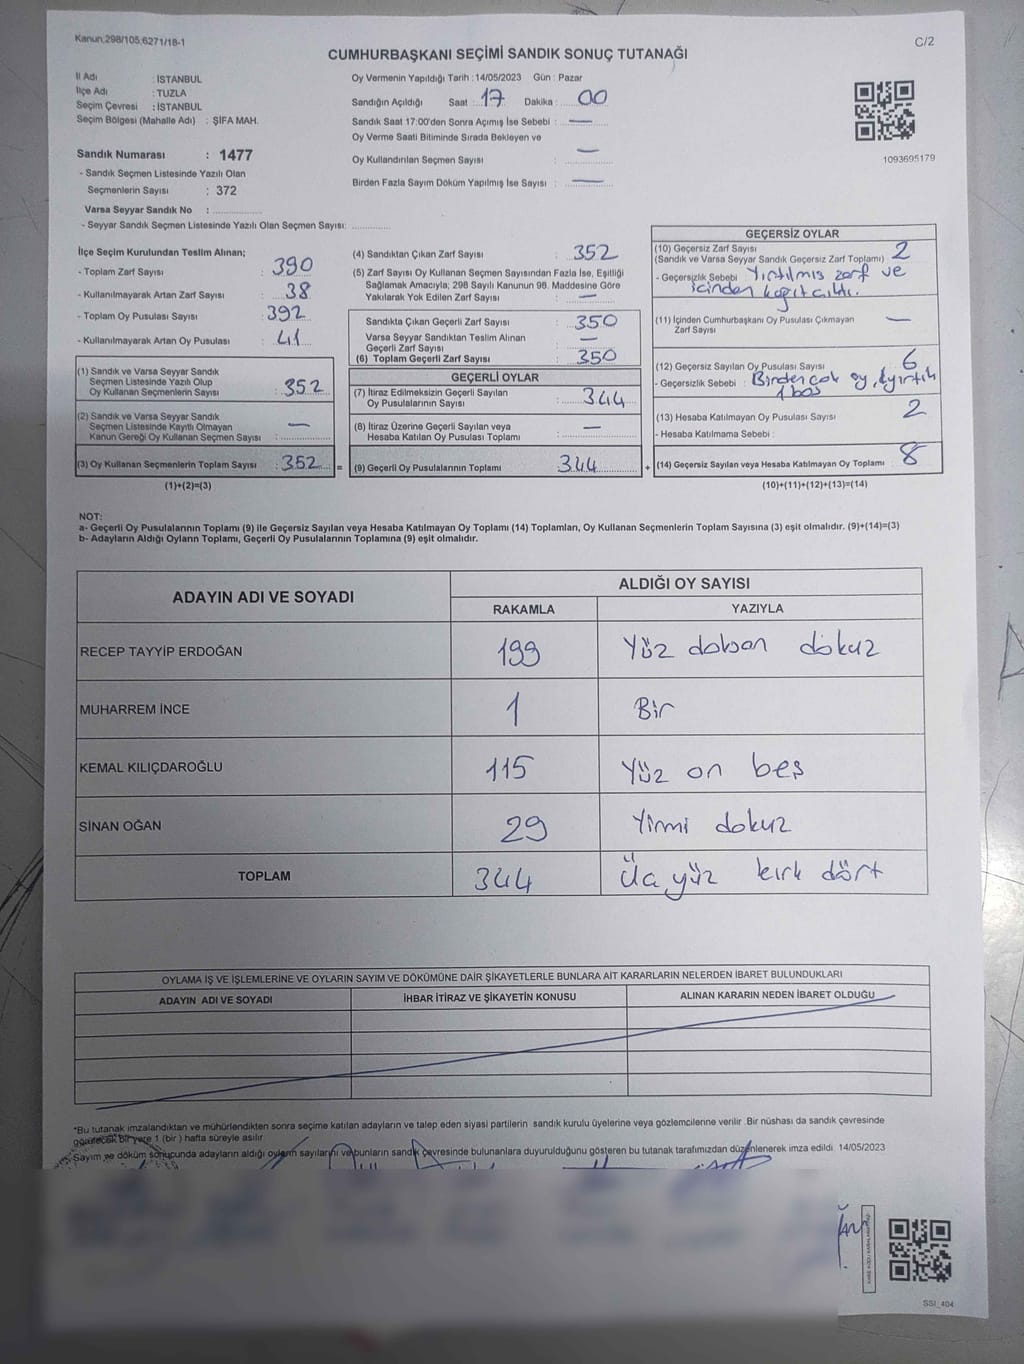 Kanun:298/105,6271/18-1
C/2
CUMHURBAŞKANI SEÇİMİ SANDIK SONUÇ TUTANAĞI
İl Adı : İSTANBUL
İlçe Adı : TUZLA
Seçim Çevresi : İSTANBUL
Seçim Bölgesi (Mahalle Adı) : ŞİFA MAH.
Sandık Numarası : 1477
- Sandık Seçmen Listesinde Yazılı Olan
Seçmenlerin Sayısı : 372
Varsa Seyyar Sandık No :
- Seyyar Sandık Seçmen Listesinde Yazılı Olan Seçmen Sayısı:
Oy Vermenin Yapıldığı Tarih : 14/05/2023 Gün : Pazar
Sandığın Açıldığı Saat : 17 Dakika : 00
Sandık Saat 17:00'den Sonra Açımış İse Sebebi : —
Oy Verme Saati Bitiminde Sırada Bekleyen ve
Oy Kullandırılan Seçmen Sayısı : —
Birden Fazla Sayım Döküm Yapılmış İse Sayısı : —
1093695179
İlçe Seçim Kurulundan Teslim Alınan;
- Toplam Zarf Sayısı : 390
- Kullanılmayarak Artan Zarf Sayısı : 38
- Toplam Oy Pusulası Sayısı : 392
- Kullanılmayarak Artan Oy Pusulası : 41
(1) Sandık ve Varsa Seyyar Sandık
Seçmen Listesinde Yazılı Olup
Oy Kullanan Seçmenlerin Sayısı : 352
(2) Sandık ve Varsa Seyyar Sandık
Seçmen Listesinde Kayıtlı Olmayan
Kanun Gereği Oy Kullanan Seçmen Sayısı : —
(3) Oy Kullanan Seçmenlerin Toplam Sayısı : 352
(1)+(2)=(3)
(4) Sandıktan Çıkan Zarf Sayısı : 352
(5) Zarf Sayısı Oy Kullanan Seçmen Sayısından Fazla İse, Eşitliği
Sağlamak Amacıyla; 298 Sayılı Kanunun 98. Maddesine Göre
Yakılarak Yok Edilen Zarf Sayısı : —
Sandıkta Çıkan Geçerli Zarf Sayısı : 350
Varsa Seyyar Sandıktan Teslim Alınan
Geçerli Zarf Sayısı : —
(6) Toplam Geçerli Zarf Sayısı : 350
GEÇERLİ OYLAR
(7) İtiraz Edilmeksizin Geçerli Sayılan
Oy Pusulalarının Sayısı : 344
(8) İtiraz Üzerine Geçerli Sayılan veya
Hesaba Katılan Oy Pusulası Toplamı : —
= (9) Geçerli Oy Pusulalarının Toplamı : 344 +
GEÇERSİZ OYLAR
(10) Geçersiz Zarf Sayısı : 2
(Sandık ve Varsa Seyyar Sandık Geçersiz Zarf Toplamı)
- Geçersizlik Sebebi : Yırtılmış zarf ve
içinden kağıt çıktı.
(11) İçinden Cumhurbaşkanı Oy Pusulası Çıkmayan
Zarf Sayısı : —
(12) Geçersiz Sayılan Oy Pusulası Sayısı : 6
- Geçersizlik Sebebi : Birden çok oy, yırtık
1 boş
(13) Hesaba Katılmayan Oy Pusulası Sayısı : 2
- Hesaba Katılmama Sebebi :
(14) Geçersiz Sayılan veya Hesaba Katılmayan Oy Toplamı : 8
(10)+(11)+(12)+(13)=(14)
NOT:
a- Geçerli Oy Pusulalarının Toplamı (9) ile Geçersiz Sayılan veya Hesaba Katılmayan Oy Toplamı (14) Toplamları, Oy Kullanan Seçmenlerin Toplam Sayısına (3) eşit olmalıdır. (9)+(14)=(3)
b- Adayların Aldığı Oyların Toplamı, Geçerli Oy Pusulalarının Toplamına (9) eşit olmalıdır.
ADAYIN ADI VE SOYADI ALDIĞI OY SAYISI
RAKAMLA YAZIYLA
RECEP TAYYİP ERDOĞAN 199 Yüz doksan dokuz
MUHARREM İNCE 1 Bir
KEMAL KILIÇDAROĞLU 115 Yüz on beş
SİNAN OĞAN 29 Yirmi dokuz
TOPLAM 344 Üç yüz kırk dört
OYLAMA İŞ VE İŞLEMLERİNE VE OYLARIN SAYIM VE DÖKÜMÜNE DAİR ŞİKAYETLERLE BUNLARA AİT KARARLARIN NELERDEN İBARET BULUNDUKLARI
ADAYIN ADI VE SOYADI İHBAR İTİRAZ VE ŞİKAYETİN KONUSU ALINAN KARARIN NEDEN İBARET OLDUĞU
*Bu tutanak imzalandıktan ve mühürlendikten sonra seçime katılan adayların ve talep eden siyasi partilerin sandık kurulu üyelerine veya gözlemcilerine verilir. Bir nüshası da sandık çevresinde
görülecek bir yere 1 (bir) hafta süreyle asılır.
Sayım ve döküm sonucunda adayların aldığı oyların sayılarını ve bunların sandık çevresinde bulunanlara duyurulduğunu gösteren bu tutanak tarafımızdan düzenlenerek imza edildi. 14/05/2023
SSI_404